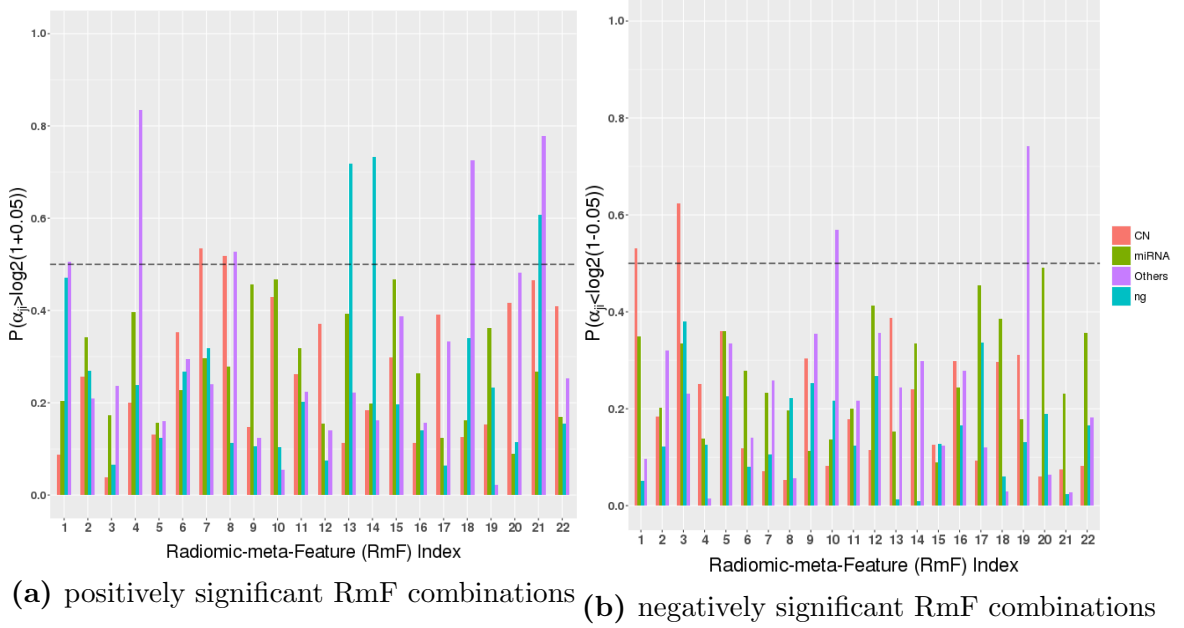 1.0
0.8
0.6
0.4
0.2
0.0
P(αji>log2(1+0.05))
1 2 3 4 5 6 7 8 9 10 11 12 13 14 15 16 17 18 19 20 21 22
Radiomic-meta-Feature (RmF) Index
(a) positively significant RmF combinations
1.0
0.8
0.6
0.4
0.2
0.0
P(αji<log2(1-0.05))
1 2 3 4 5 6 7 8 9 10 11 12 13 14 15 16 17 18 19 20 21 22
Radiomic-meta-Feature (RmF) Index
(b) negatively significant RmF combinations
CN
miRNA
Others
ng